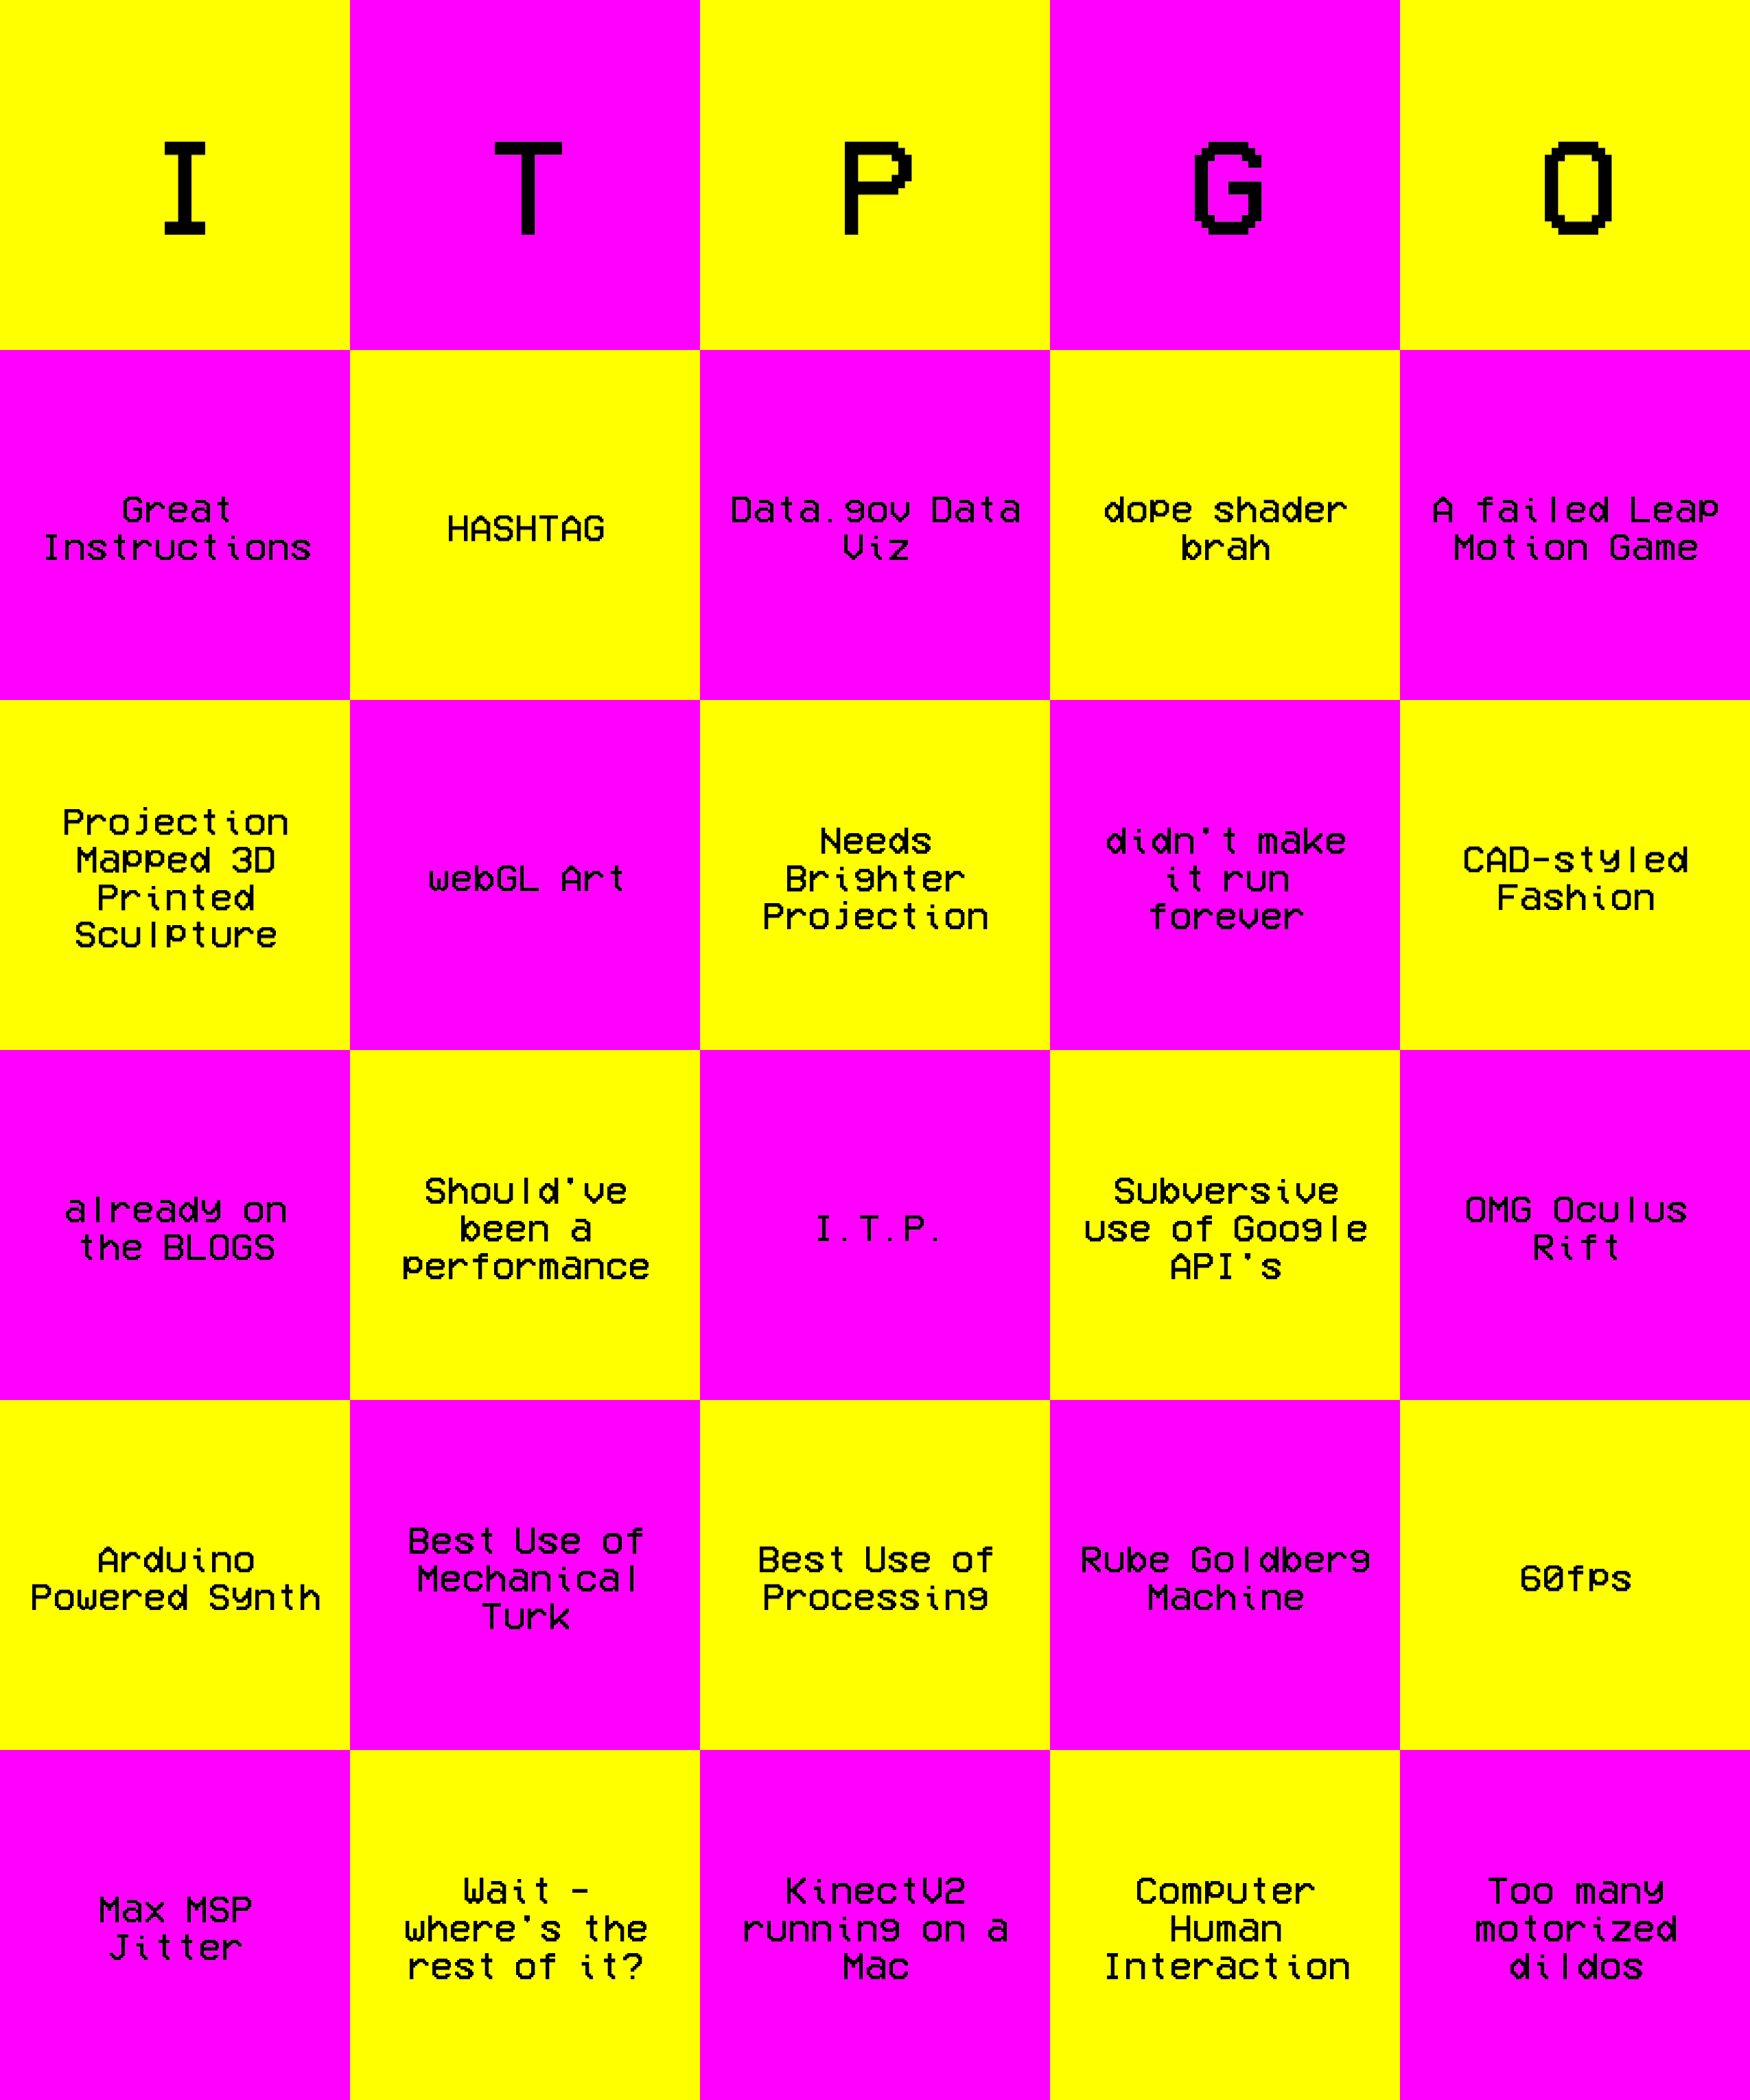 I T P G O
Great
Instructions
HASHTAG
Data.gov Data
Viz
dope shader
brah
A failed Leap
Motion Game
Projection
Mapped 3D
Printed
Sculpture
webGL Art
Needs
Brighter
Projection
didn't make
it run
forever
CAD-styled
Fashion
already on
the BLOGS
Should've
been a
performance
I.T.P.
Subversive
use of Google
API's
OMG Oculus
Rift
Arduino
Powered Synth
Best Use of
Mechanical
Turk
Best Use of
Processing
Rube Goldberg
Machine
60fps
Max MSP
Jitter
Wait -
where's the
rest of it?
KinectV2
running on a
Mac
Computer
Human
Interaction
Too many
motorized
dildos